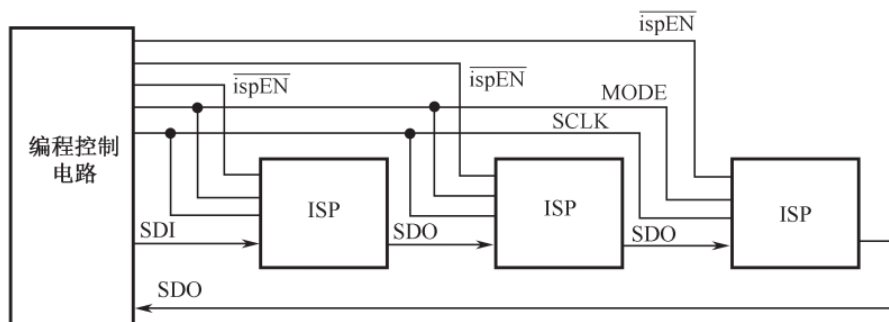 ispEN
ispEN
ispEN
MODE
SCLK
编程控制
电路
ISP
ISP
ISP
SDI
SDO
SDO
SDO